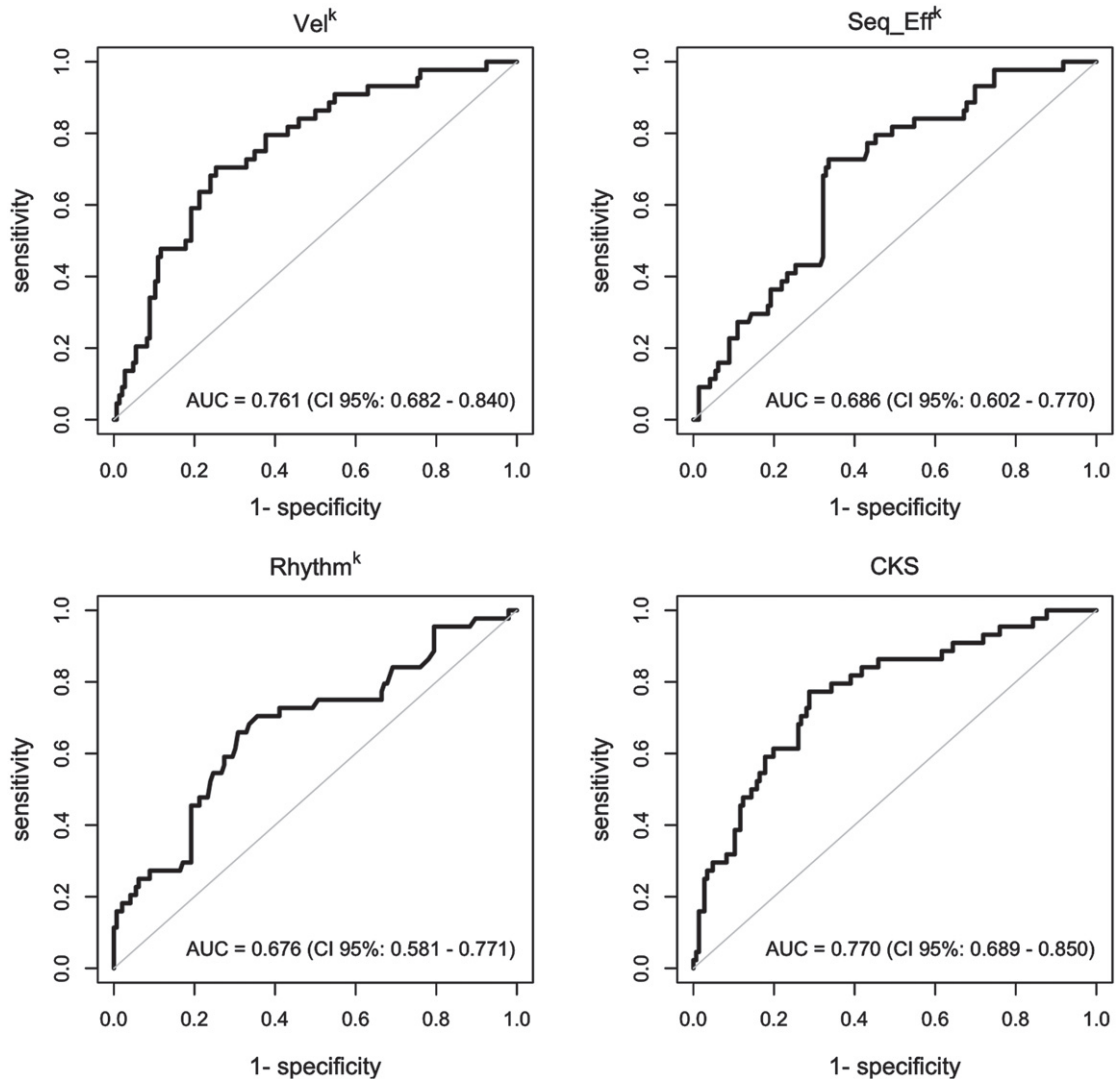 Vel^k
Seq_Eff^k
sensitivity
1.0
0.8
0.6
0.4
0.2
0.0
AUC = 0.761 (CI 95%: 0.682 - 0.840)
0.0 0.2 0.4 0.6 0.8 1.0
1- specificity
sensitivity
1.0
0.8
0.6
0.4
0.2
0.0
AUC = 0.686 (CI 95%: 0.602 - 0.770)
0.0 0.2 0.4 0.6 0.8 1.0
1- specificity
Rhythm^k
CKS
sensitivity
1.0
0.8
0.6
0.4
0.2
0.0
AUC = 0.676 (CI 95%: 0.581 - 0.771)
0.0 0.2 0.4 0.6 0.8 1.0
1- specificity
sensitivity
1.0
0.8
0.6
0.4
0.2
0.0
AUC = 0.770 (CI 95%: 0.689 - 0.850)
0.0 0.2 0.4 0.6 0.8 1.0
1- specificity